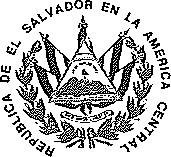 REPUBLICA DE EL SALVADOR EN LA AMERICA CENTRAL